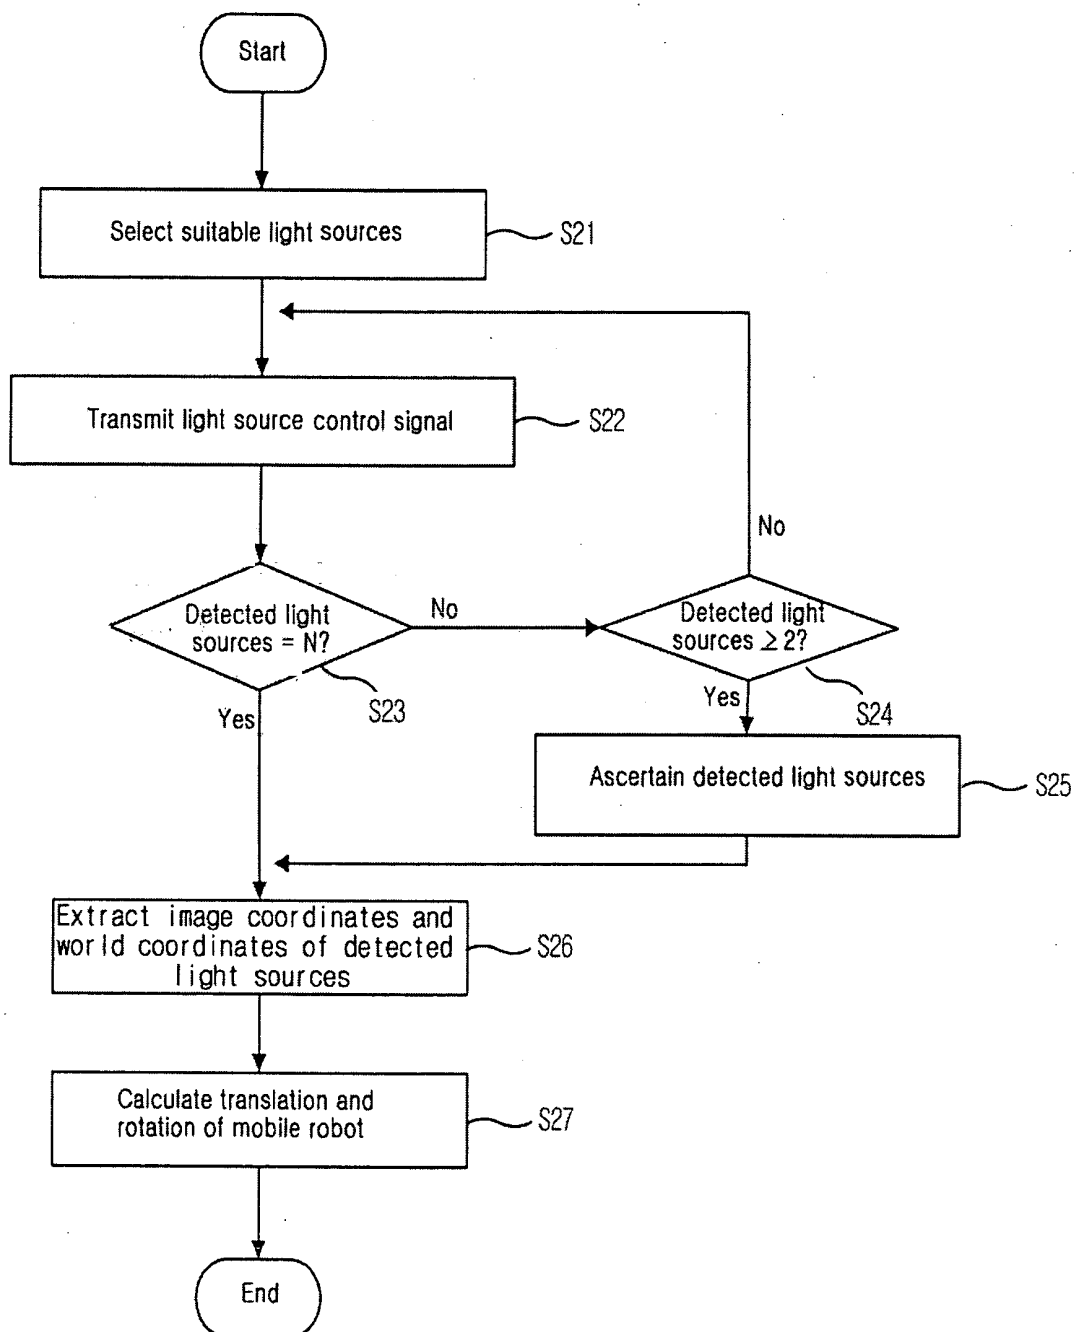 Start
Select suitable light sources
S21
Transmit light source control signal
S22
No
Detected light
sources = N?
No
Detected light
sources ≥ 2?
S23
Yes
Yes
S24
Ascertain detected light sources
S25
Extract image coordinates and
world coordinates of detected
light sources
S26
Calculate translation and
rotation of mobile robot
S27
End